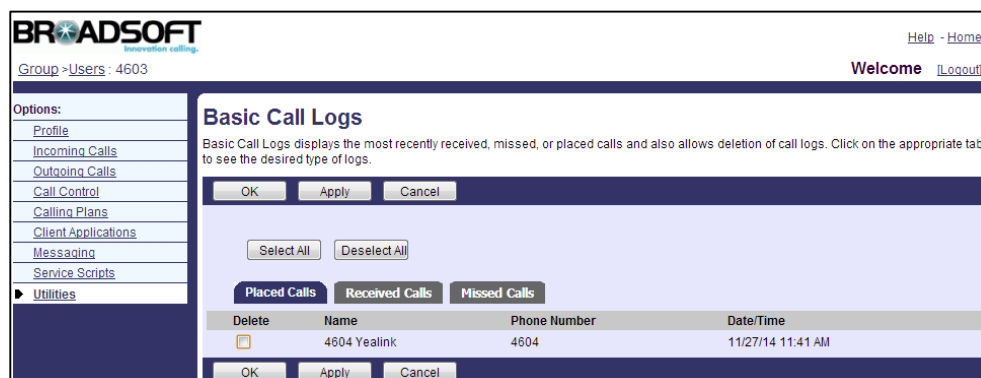 BROADSOFT
Innovation calling.
Help - Home
Group >Users : 4603
Welcome [Logout]
Options:
Profile
Incoming Calls
Outgoing Calls
Call Control
Calling Plans
Client Applications
Messaging
Service Scripts
Utilities
Basic Call Logs
Basic Call Logs displays the most recently received, missed, or placed calls and also allows deletion of call logs. Click on the appropriate tab
to see the desired type of logs.
OK Apply Cancel
Select All Deselect All
Placed Calls Received Calls Missed Calls
Delete Name Phone Number Date/Time
4604 Yealink 4604 11/27/14 11:41 AM
OK Apply Cancel